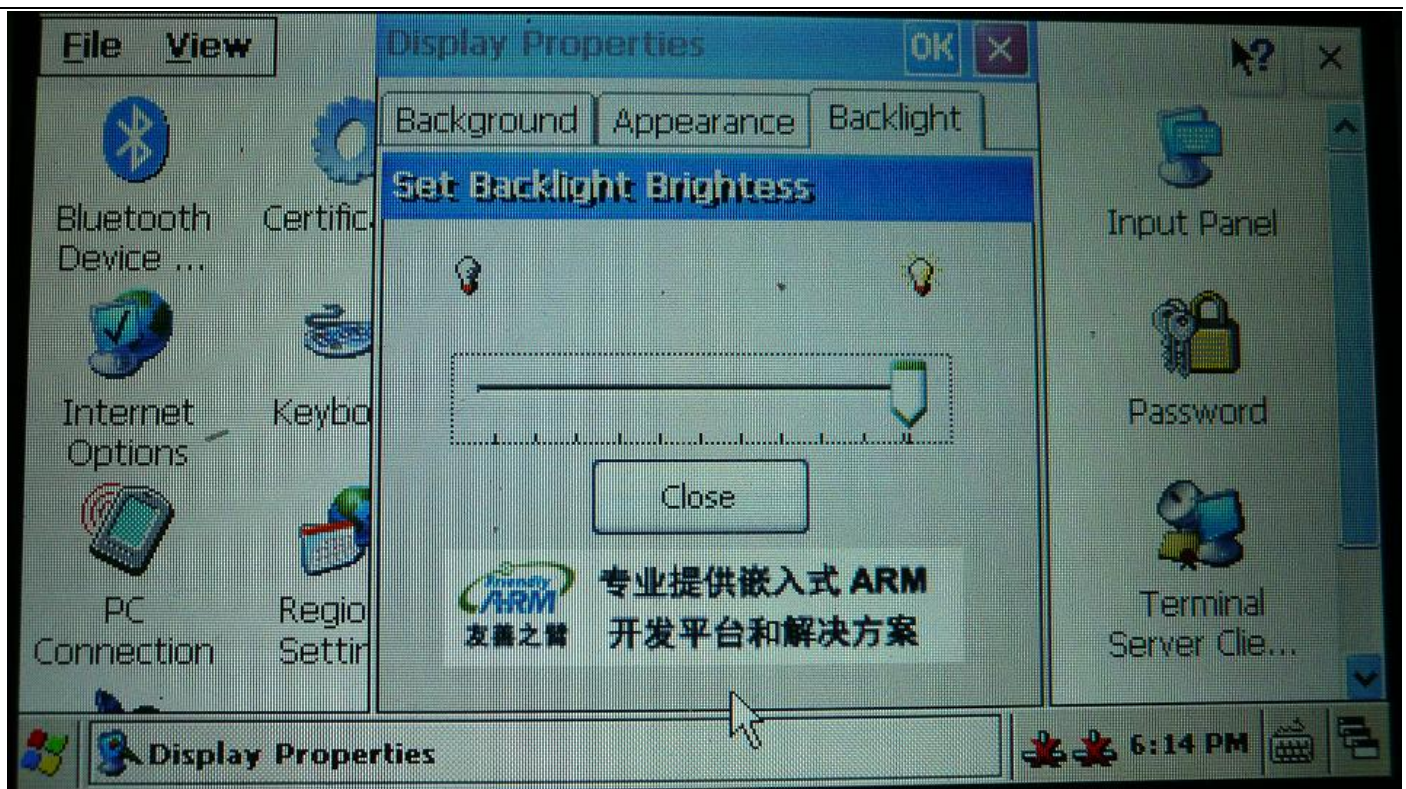 File View
Display Properties OK
Background Appearance Backlight
Set Backlight Brightess
Bluetooth
Device ...
Certific
Input Panel
Internet
Options
Keybo
Password
Close
PC
Connection
Regio
Settin
Terminal
Server Clie...
Friendly
ARM
友善之臂
专业提供嵌入式 ARM
开发平台和解决方案
Display Properties
6:14 PM